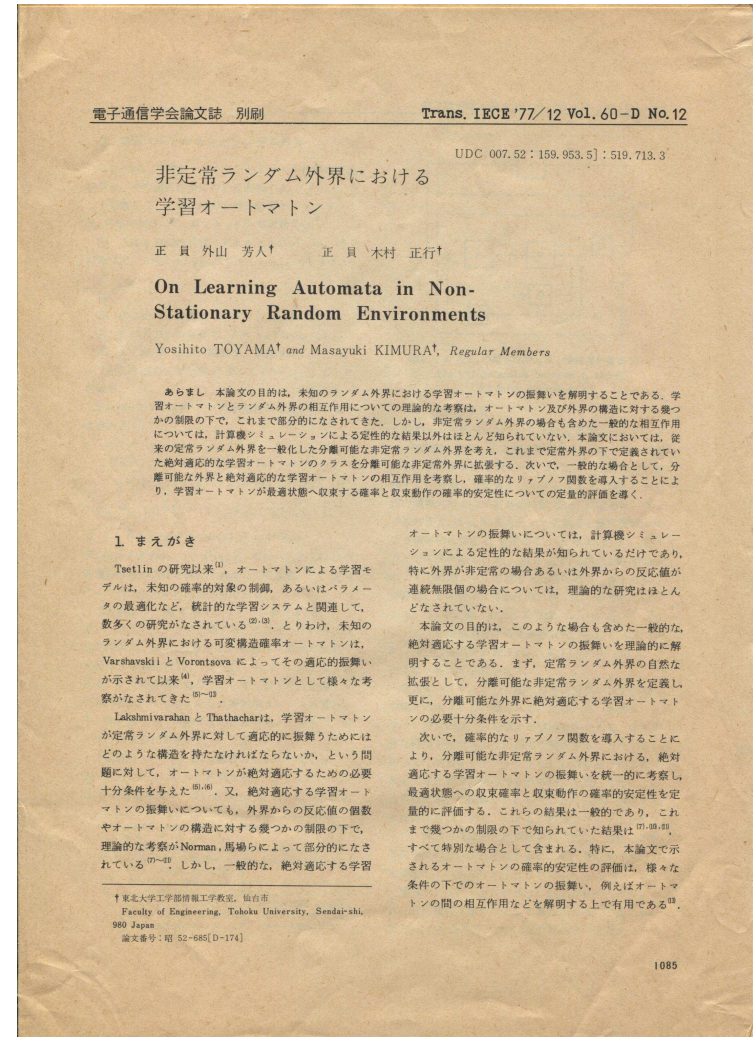 電子通信学会論文誌 別刷
Trans. IECE '77/12 Vol. 60-D No.12
UDC 007.52：159.953.5]：519.713.3
非定常ランダム外界における
学習オートマトン
正 員 外山 芳人† 正 員 木村 正行†
On Learning Automata in Non-
Stationary Random Environments
Yosihito TOYAMA† and Masayuki KIMURA†, Regular Members
あらまし 本論文の目的は，未知のランダム外界における学習オートマトンの振舞いを解明することである．学
習オートマトンとランダム外界の相互作用についての理論的な考察は，オートマトン及び外界の構造に対する幾つ
かの制限の下で，これまで部分的になされてきた．しかし，非定常ランダム外界の場合も含めた一般的な相互作用
については，計算機シミュレーションによる定性的な結果以外はほとんど知られていない．本論文においては，従
来の定常ランダム外界を一般化した分離可能な非定常ランダム外界を考え，これまで定常外界の下で定義されてい
た絶対適応的な学習オートマトンのクラスを分離可能な非定常外界に拡張する．次いで，一般的な場合として，分
離可能な外界と絶対適応的な学習オートマトンの相互作用を考察し，確率的なリャプノフ関数を導入することによ
り，学習オートマトンが最適状態へ収束する確率と収束動作の確率的安定性についての定量的評価を導く．
1. まえがき
Tsetlin の研究以来(1)，オートマトンによる学習モ
デルは，未知の確率的対象の制御，あるいはパラメー
タの最適化など，統計的な学習システムと関連して，
数多くの研究がなされている(2),(3)．とりわけ，未知の
ランダム外界における可変構造確率オートマトンは，
Varshavskii と Vorontsova によってその適応的振舞い
が示されて以来(4)，学習オートマトンとして様々な考
察がなされてきた(5)～(13)．
Lakshmivarahan と Thathacharは，学習オートマトン
が定常ランダム外界に対して適応的に振舞うためには
どのような構造を持たなければならないか，という問
題に対して，オートマトンが絶対適応するための必要
十分条件を与えた(5),(6)．又，絶対適応する学習オート
マトンの振舞いについても，外界からの反応値の個数
やオートマトンの構造に対する幾つかの制限の下で，
理論的な考察がNorman，馬場らによって部分的になさ
れている(7)～(11)．しかし，一般的な，絶対適応する学習
† 東北大学工学部情報工学教室，仙台市
Faculty of Engineering, Tohoku University, Sendai-shi,
980 Japan
論文番号：昭 52-685[D-174]
オートマトンの振舞いについては，計算機シミュレー
ションによる定性的な結果が知られているだけであり，
特に外界が非定常の場合あるいは外界からの反応値が
連続無限個の場合については，理論的な研究はほとん
どなされていない．
本論文の目的は，このような場合も含めた一般的な，
絶対適応する学習オートマトンの振舞いを理論的に解
明することである．まず，定常ランダム外界の自然な
拡張として，分離可能な非定常ランダム外界を定義し，
更に，分離可能な外界に絶対適応する学習オートマト
ンの必要十分条件を示す．
次いで，確率的なリャプノフ関数を導入することに
より，分離可能な非定常ランダム外界における，絶対
適応する学習オートマトンの振舞いを統一的に考察し，
最適状態への収束確率と収束動作の確率的安定性を定
量的に評価する．これらの結果は一般的であり，これ
まで幾つかの制限の下で知られていた結果は
すべて特別な場合として含まれる．特に，本論文で示
されるオートマトンの確率的安定性の評価は，様々な
条件の下でのオートマトンの振舞い，例えばオートマ
トンの間の相互作用などを解明する上で有用である
1085